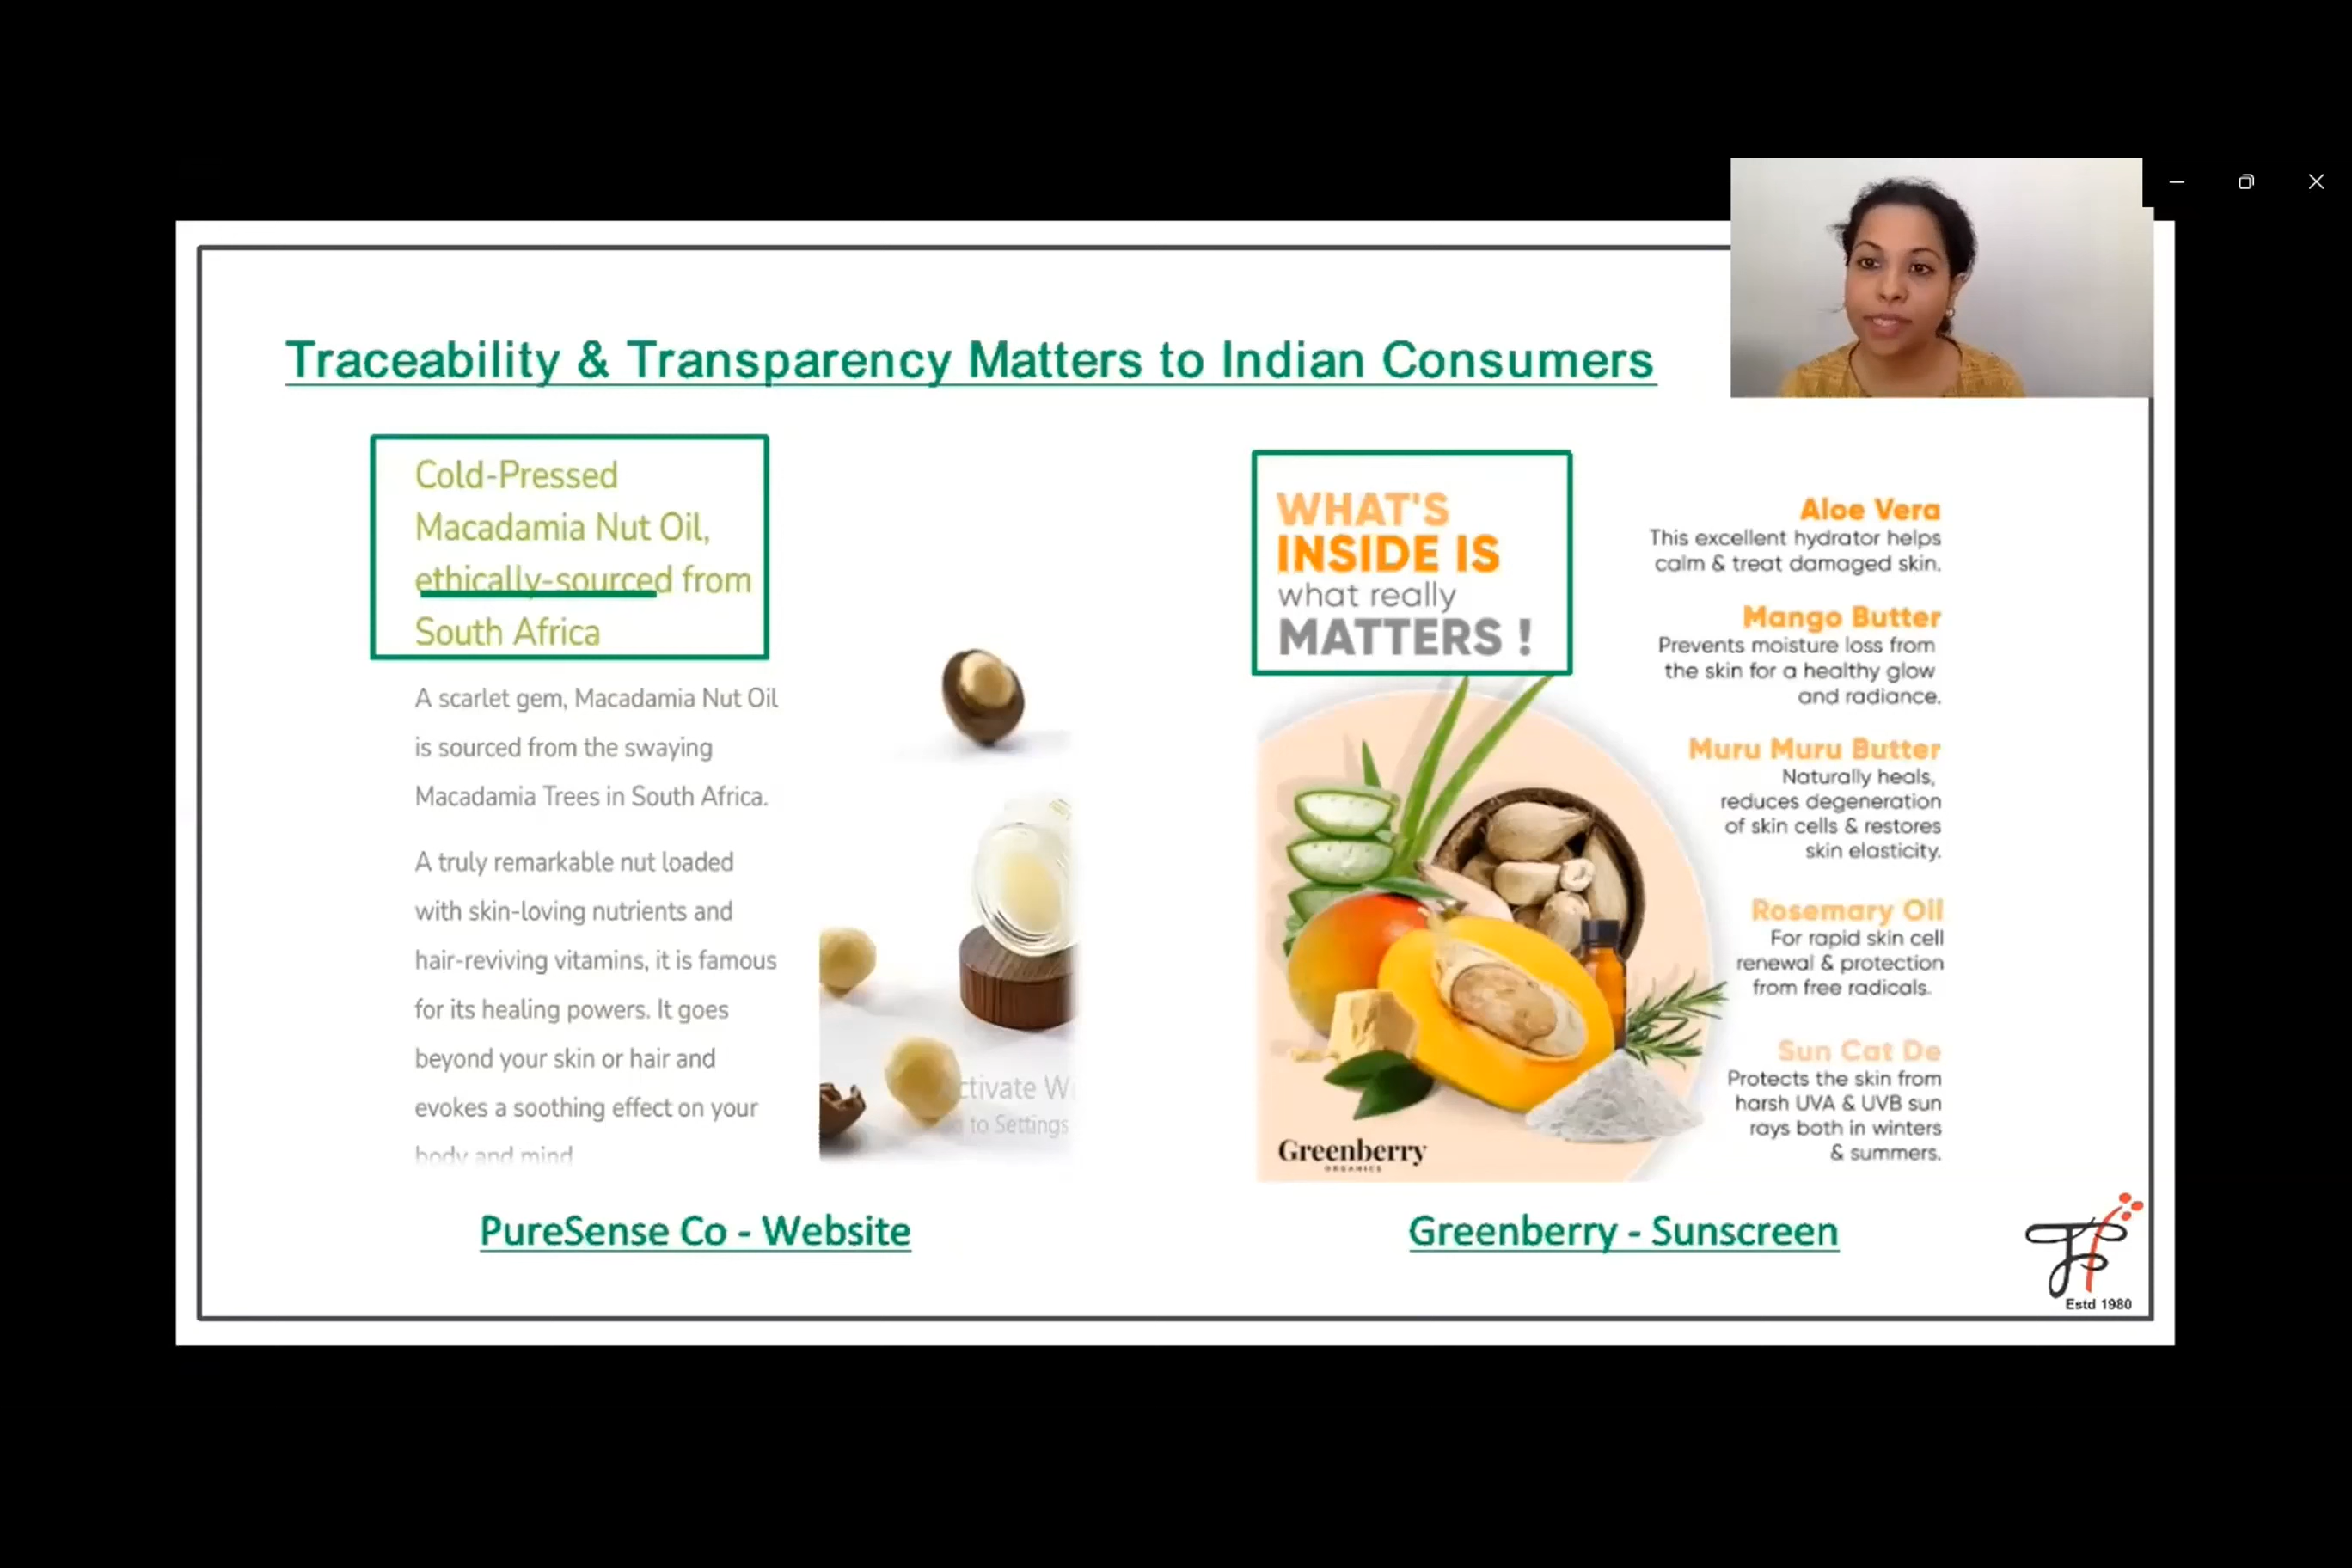 Traceability & Transparency Matters to Indian Consumers
Cold-Pressed
Macadamia Nut Oil,
ethically-sourced from
South Africa
A scarlet gem, Macadamia Nut Oil
is sourced from the swaying
Macadamia Trees in South Africa.
A truly remarkable nut loaded
with skin-loving nutrients and
hair-reviving vitamins, it is famous
for its healing powers. It goes
beyond your skin or hair and
evokes a soothing effect on your
body and mind
ctivate W
to Settings
PureSense Co - Website
WHAT'S
INSIDE IS
what really
MATTERS !
Aloe Vera
This excellent hydrator helps
calm & treat damaged skin.
Mango Butter
Prevents moisture loss from
the skin for a healthy glow
and radiance.
Muru Muru Butter
Naturally heals,
reduces degeneration
of skin cells & restores
skin elasticity.
Rosemary Oil
For rapid skin cell
renewal & protection
from free radicals.
Sun Cat De
Protects the skin from
harsh UVA & UVB sun
rays both in winters
& summers.
Greenberry
ORGANICS
Greenberry - Sunscreen
Estd 1980